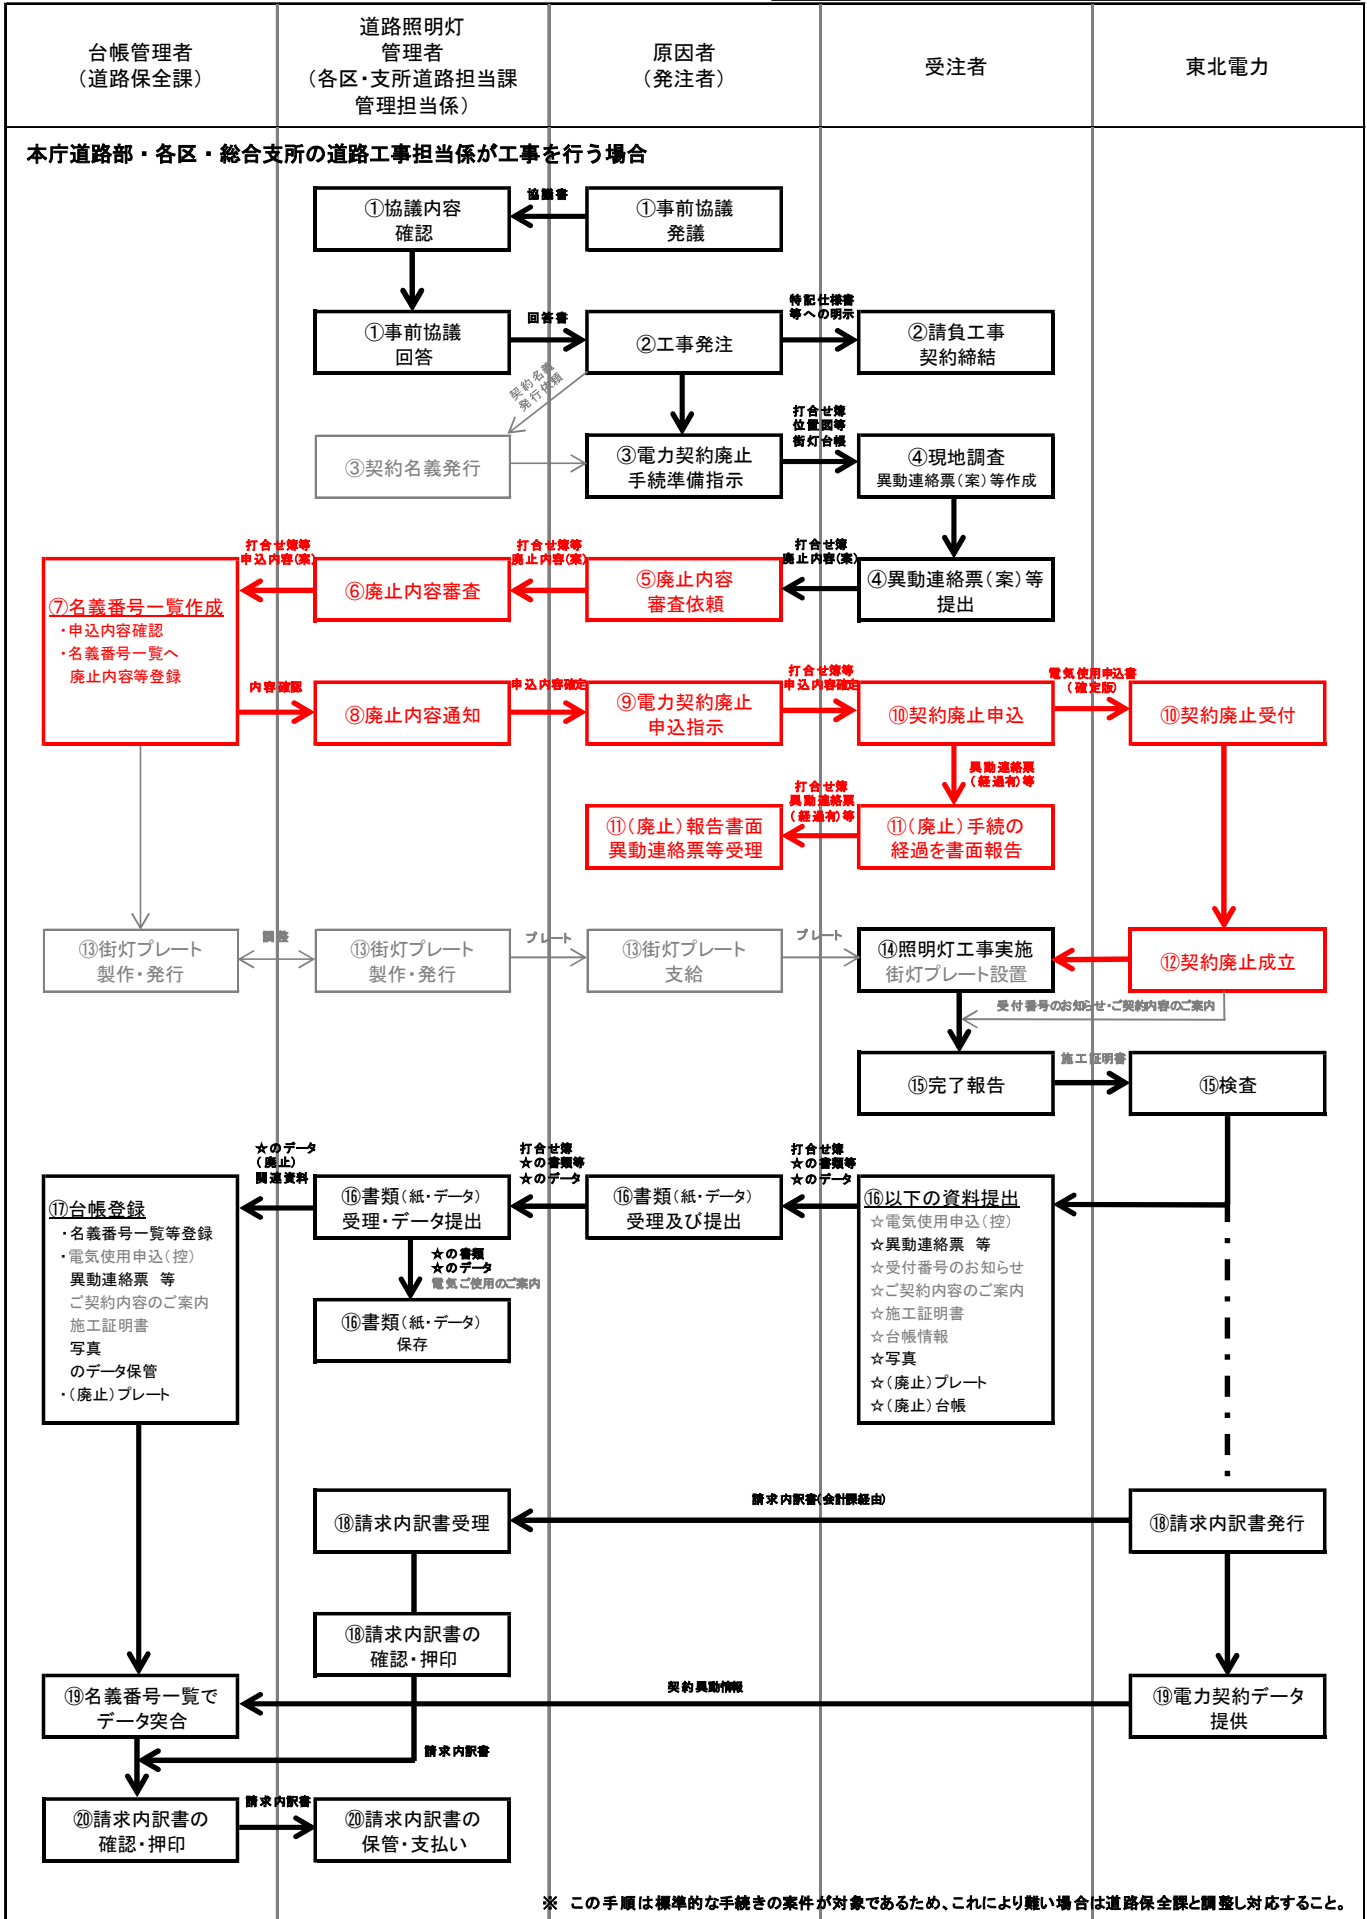 台帳管理者
（道路保全課）
道路照明灯
管理者
（各区・支所道路担当課
管理担当係）
原因者
（発注者）
受注者
東北電力
本庁道路部・各区・総合支所の道路工事担当係が工事を行う場合
①協議内容
確認
協議書
①事前協議
発議
①事前協議
回答
回答書
②工事発注
特記仕様書
等への明示
②請負工事
契約締結
契約名義
発行依頼
③契約名義発行
③電力契約廃止
手続準備指示
打合せ簿
位置図等
街灯台帳
④現地調査
異動連絡票（案）等作成
⑦名義番号一覧作成
・申込内容確認
・名義番号一覧へ
廃止内容等登録
打合せ簿等
申込内容（案）
⑥廃止内容審査
打合せ簿等
廃止内容（案）
⑤廃止内容
審査依頼
打合せ簿
廃止内容（案）
④異動連絡票（案）等
提出
内容確認
⑧廃止内容通知
申込内容確定
⑨電力契約廃止
申込指示
打合せ簿等
申込内容確定
⑩契約廃止申込
電気使用申込書
（確定版）
⑩契約廃止受付
異動連絡票
（経過有）等
⑪（廃止）報告書面
異動連絡票等受理
打合せ簿
異動連絡票
（経過有）等
⑪（廃止）手続の
経過を書面報告
⑬街灯プレート
製作・発行
調整
⑬街灯プレート
製作・発行
プレート
⑬街灯プレート
支給
プレート
⑭照明灯工事実施
街灯プレート設置
⑫契約廃止成立
受付番号のお知らせ・ご契約内容のご案内
⑮完了報告
施工証明書
⑮検査
⑰台帳登録
・名義番号一覧等登録
・電気使用申込（控）
異動連絡票　等
ご契約内容のご案内
施工証明書
写真
のデータ保管
・（廃止）プレート
☆のデータ
（廃止）
関連資料
⑯書類（紙・データ）
受理・データ提出
打合せ簿
☆の書類等
☆のデータ
⑯書類（紙・データ）
受理及び提出
打合せ簿
☆の書類等
☆のデータ
⑯以下の資料提出
☆電気使用申込（控）
☆異動連絡票　等
☆受付番号のお知らせ
☆ご契約内容のご案内
☆施工証明書
☆台帳情報
☆写真
☆（廃止）プレート
☆（廃止）台帳
☆の書類
☆のデータ
電気ご使用のご案内
⑯書類（紙・データ）
保存
⑱請求内訳書受理
請求内訳書（会計課経由）
⑱請求内訳書発行
⑱請求内訳書の
確認・押印
⑲名義番号一覧で
データ突合
契約異動情報
⑲電力契約データ
提供
請求内訳書
⑳請求内訳書の
確認・押印
請求内訳書
⑳請求内訳書の
保管・支払い
※　この手順は標準的な手続きの案件が対象であるため、これにより難い場合は道路保全課と調整し対応すること。